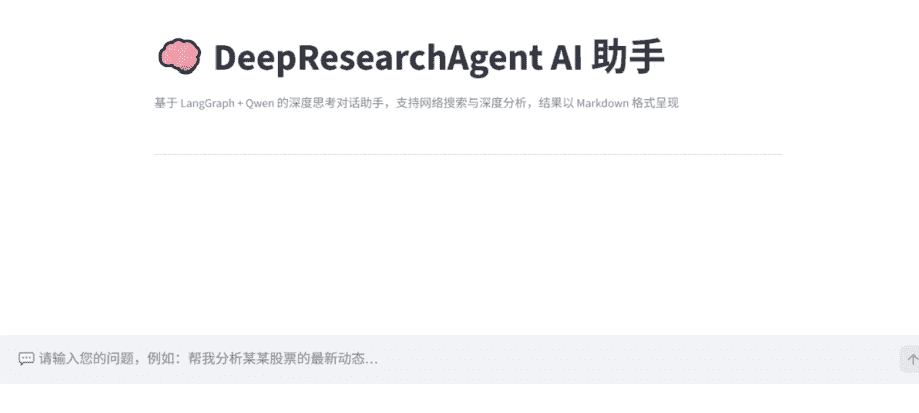 DeepResearchAgent AI 助手
基于 LangGraph + Qwen 的深度思考对话助手，支持网络搜索与深度分析，结果以 Markdown 格式呈现
请输入您的问题，例如：帮我分析某某股票的最新动态...